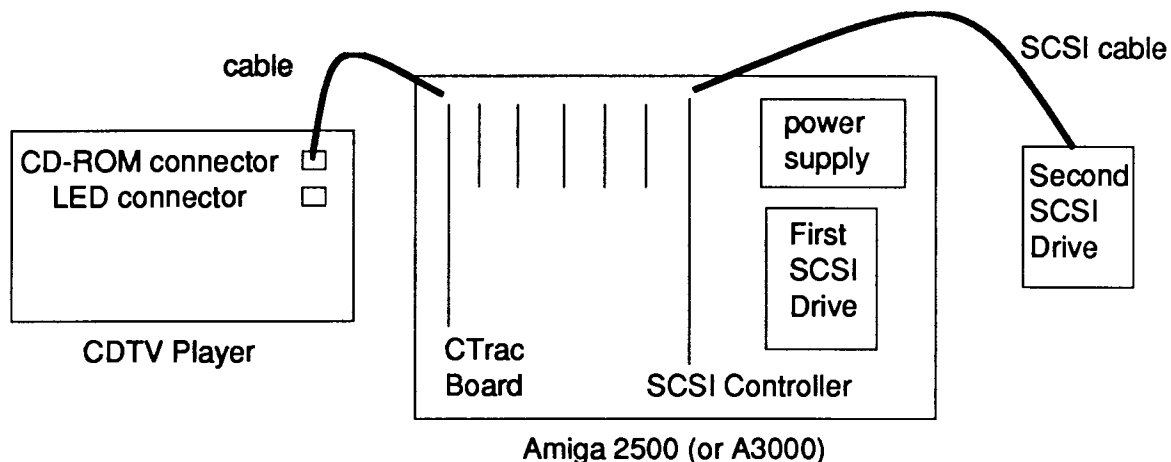 cable
SCSI cable
CD-ROM connector
LED connector
CDTV Player
CTrac
Board
SCSI Controller
power
supply
First
SCSI
Drive
Second
SCSI
Drive
Amiga 2500 (or A3000)